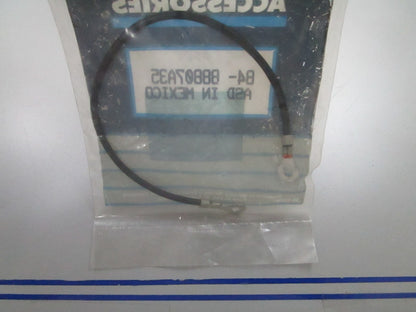 ACCESSORIES
84- 88807A35
ASD IN MEXICO